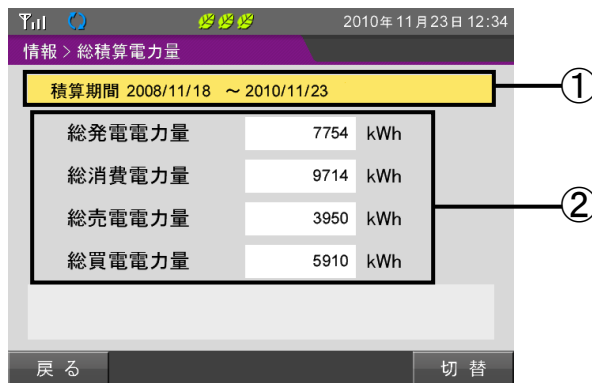 2010年11月23日 12:34
情報 > 総積算電力量
積算期間 2008/11/18 ～ 2010/11/23
①
総発電電力量 7754 kWh
総消費電力量 9714 kWh
総売電電力量 3950 kWh
総買電電力量 5910 kWh
②
戻る 切替